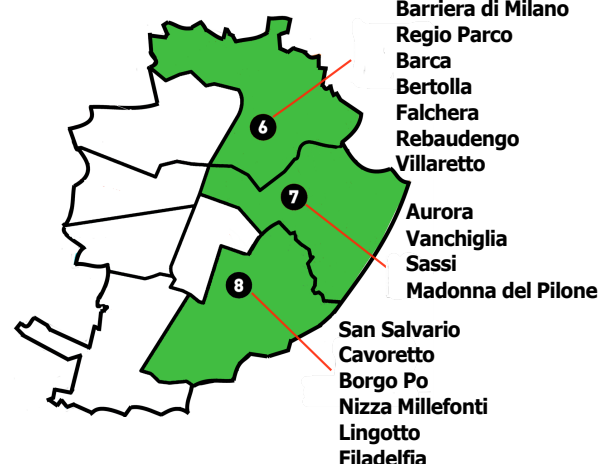 Barriera di Milano
Regio Parco
Barca
Bertolla
Falchera
Rebaudengo
Villaretto
6
7
Aurora
Vanchiglia
Sassi
Madonna del Pilone
8
San Salvario
Cavoretto
Borgo Po
Nizza Millefonti
Lingotto
Filadelfia